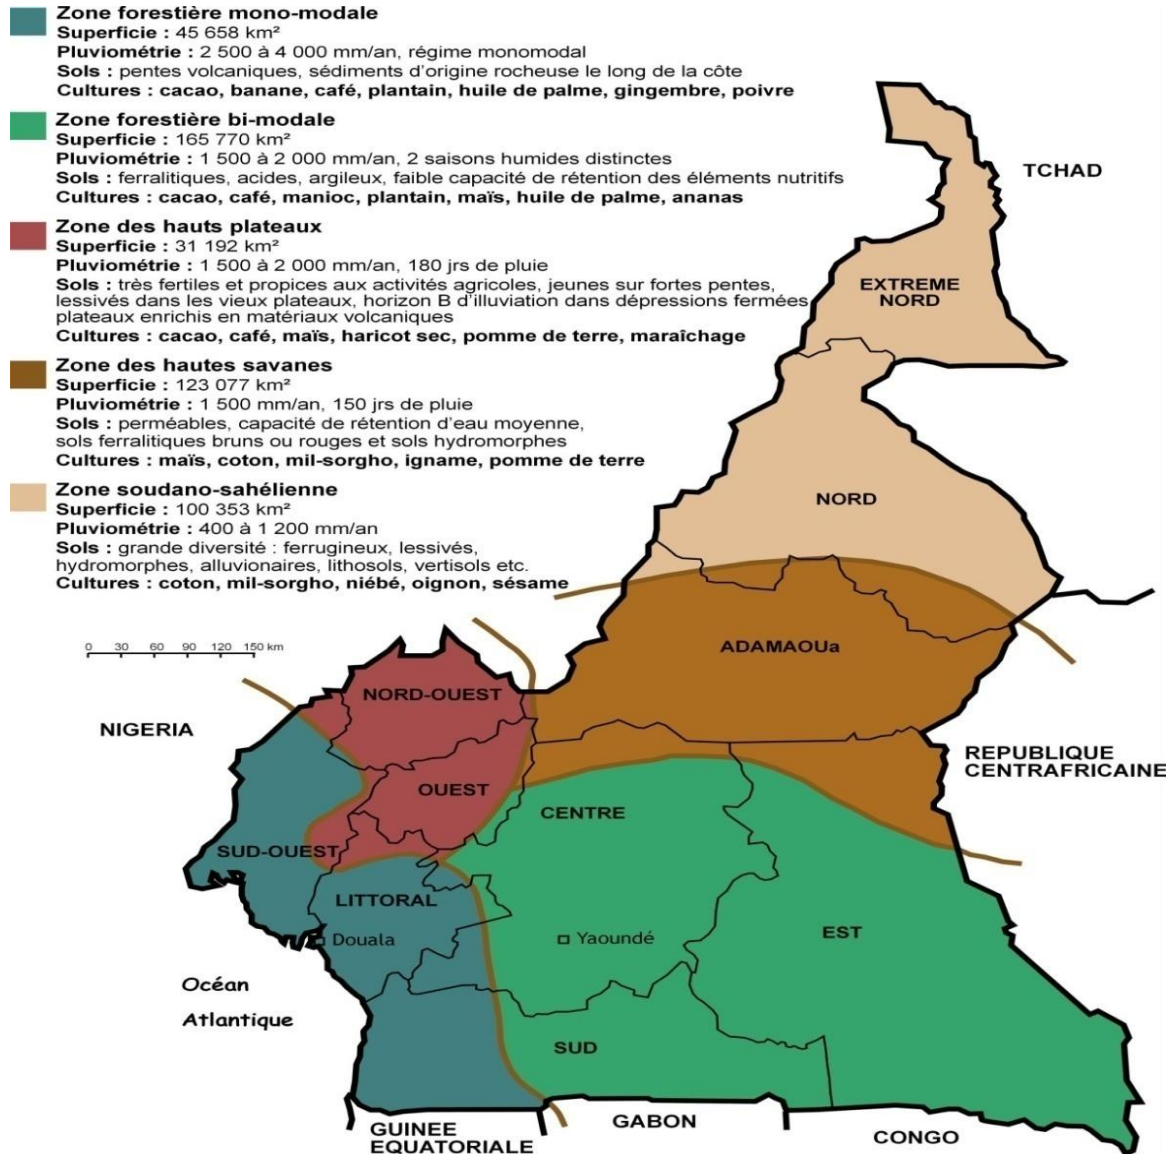 Zone forestière mono-modale
Superficie : 45 658 km²
Pluviométrie : 2 500 à 4 000 mm/an, régime monomodal
Sols : pentes volcaniques, sédiments d'origine rocheuse le long de la côte
Cultures : cacao, banane, café, plantain, huile de palme, gingembre, poivre
Zone forestière bi-modale
Superficie : 165 770 km²
Pluviométrie : 1 500 à 2 000 mm/an, 2 saisons humides distinctes
Sols : ferralitiques, acides, argileux, faible capacité de rétention des éléments nutritifs
Cultures : cacao, café, manioc, plantain, maïs, huile de palme, ananas
Zone des hauts plateaux
Superficie : 31 192 km²
Pluviométrie : 1 500 à 2 000 mm/an, 180 jrs de pluie
Sols : très fertiles et propices aux activités agricoles, jeunes sur fortes pentes,
lessivés dans les vieux plateaux, horizon B d'illuviation dans dépressions fermées
plateaux enrichis en matériaux volcaniques
Cultures : cacao, café, maïs, haricot sec, pomme de terre, maraîchage
Zone des hautes savanes
Superficie : 123 077 km²
Pluviométrie : 1 500 mm/an, 150 jrs de pluie
Sols : perméables, capacité de rétention d'eau moyenne,
sols ferralitiques bruns ou rouges et sols hydromorphes
Cultures : maïs, coton, mil-sorgho, igname, pomme de terre
Zone soudano-sahélienne
Superficie : 100 353 km²
Pluviométrie : 400 à 1 200 mm/an
Sols : grande diversité : ferrugineux, lessivés,
hydromorphes, alluvionaires, lithosols, vertisols etc.
Cultures : coton, mil-sorgho, niébé, oignon, sésame
0 30 60 90 120 150 km
TCHAD
EXTREME
NORD
NORD
ADAMAOUa
NORD-OUEST
NIGERIA
REPUBLIQUE
CENTRAFRICAINE
OUEST
CENTRE
SUD-OUEST
LITTORAL
EST
Douala
Yaoundé
Océan
Atlantique
SUD
GUINEE
EQUATORIALE
GABON
CONGO